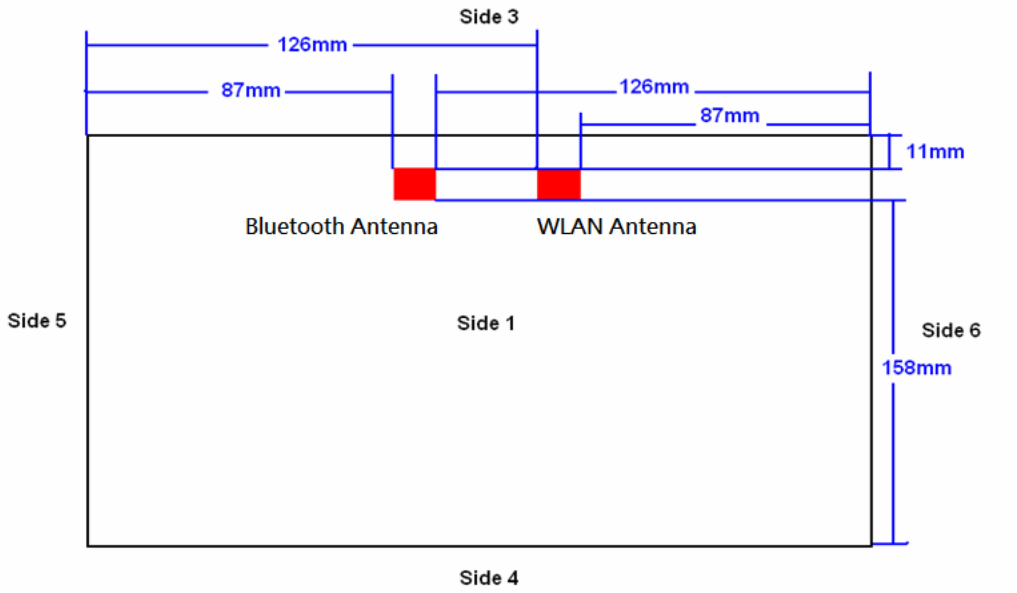 Side 3
126mm
87mm
126mm
87mm
11mm
Bluetooth Antenna
WLAN Antenna
Side 5
Side 1
Side 6
158mm
Side 4